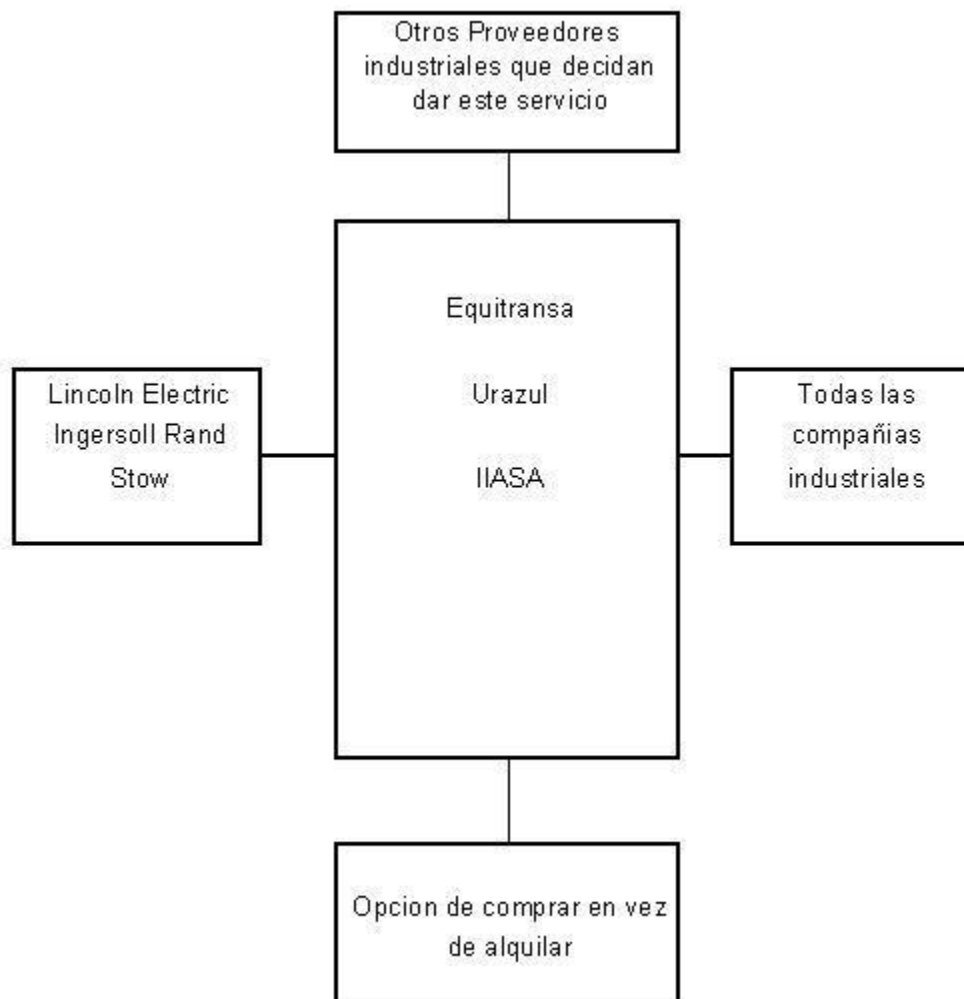 Otros Proveedores
industriales que decidan
dar este servicio
Equitransa
Urazul
IIASA
Lincoln Electric
Ingersoll Rand
Stow
Todas las
compañias
industriales
Opcion de comprar en vez
de alquilar